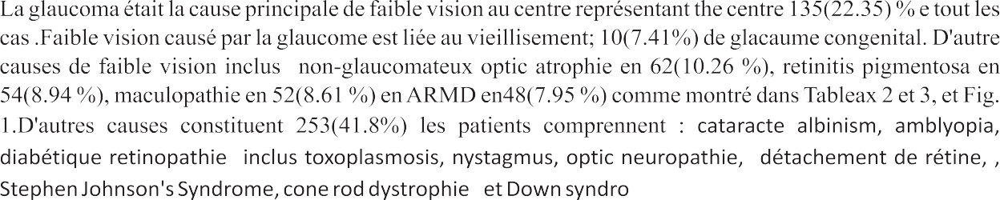 La glaucoma était la cause principale de faible vision au centre représentant the centre 135(22.35) % e tout les
cas .Faible vision causé par la glaucome est liée au vieillisement; 10(7.41%) de glacaume congenital. D'autre
causes de faible vision inclus non-glaucomateux optic atrophie en 62(10.26 %), retinitis pigmentosa en
54(8.94 %), maculopathie en 52(8.61 %) en ARMD en48(7.95 %) comme montré dans Tableax 2 et 3, et Fig.
1.D'autres causes constituent 253(41.8%) les patients comprennent : cataracte albinism, amblyopia,
diabétique retinopathie inclus toxoplasmosis, nystagmus, optic neuropathie, détachement de rétine, ,
Stephen Johnson's Syndrome, cone rod dystrophie et Down syndro